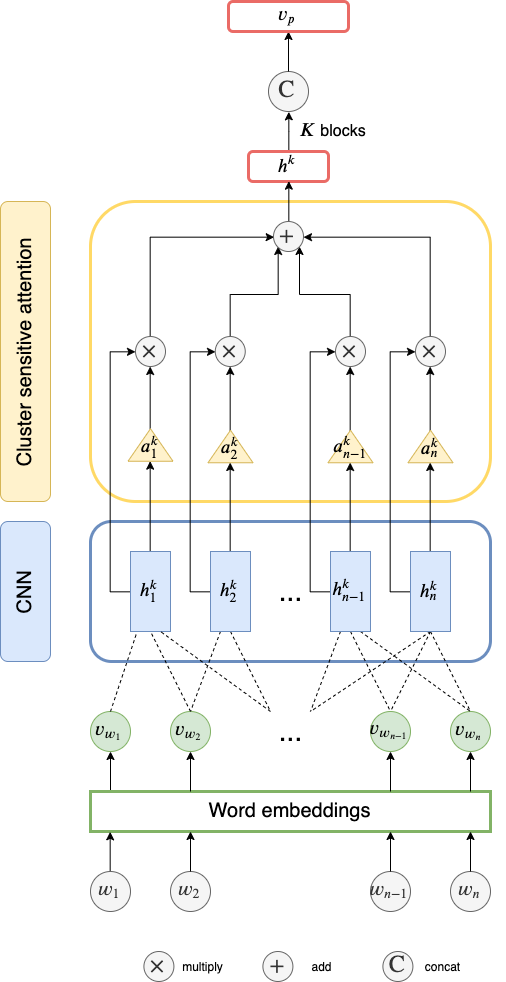 v_p
C
K blocks
h^k
+
Cluster sensitive attention
× × × ×
a_1^k a_2^k a_{n-1}^k a_n^k
CNN
h_1^k h_2^k ... h_{n-1}^k h_n^k
v_{w_1} v_{w_2} ... v_{w_{n-1}} v_{w_n}
Word embeddings
w_1 w_2 w_{n-1} w_n
× multiply + add C concat